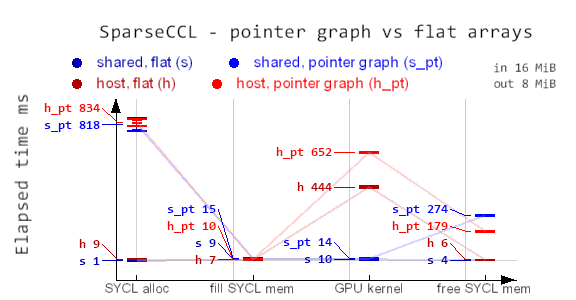 SparseCCL - pointer graph vs flat arrays
shared, flat (s)
shared, pointer graph (s_pt)
host, flat (h)
host, pointer graph (h_pt)
in 16 MiB
out 8 MiB
Elapsed time ms
h_pt 834
s_pt 818
h 9
s 1
s_pt 15
h_pt 10
s 9
h 7
h_pt 652
h 444
s_pt 14
s 10
s_pt 274
h_pt 179
h 6
s 4
SYCL alloc
fill SYCL mem
GPU kernel
free SYCL mem